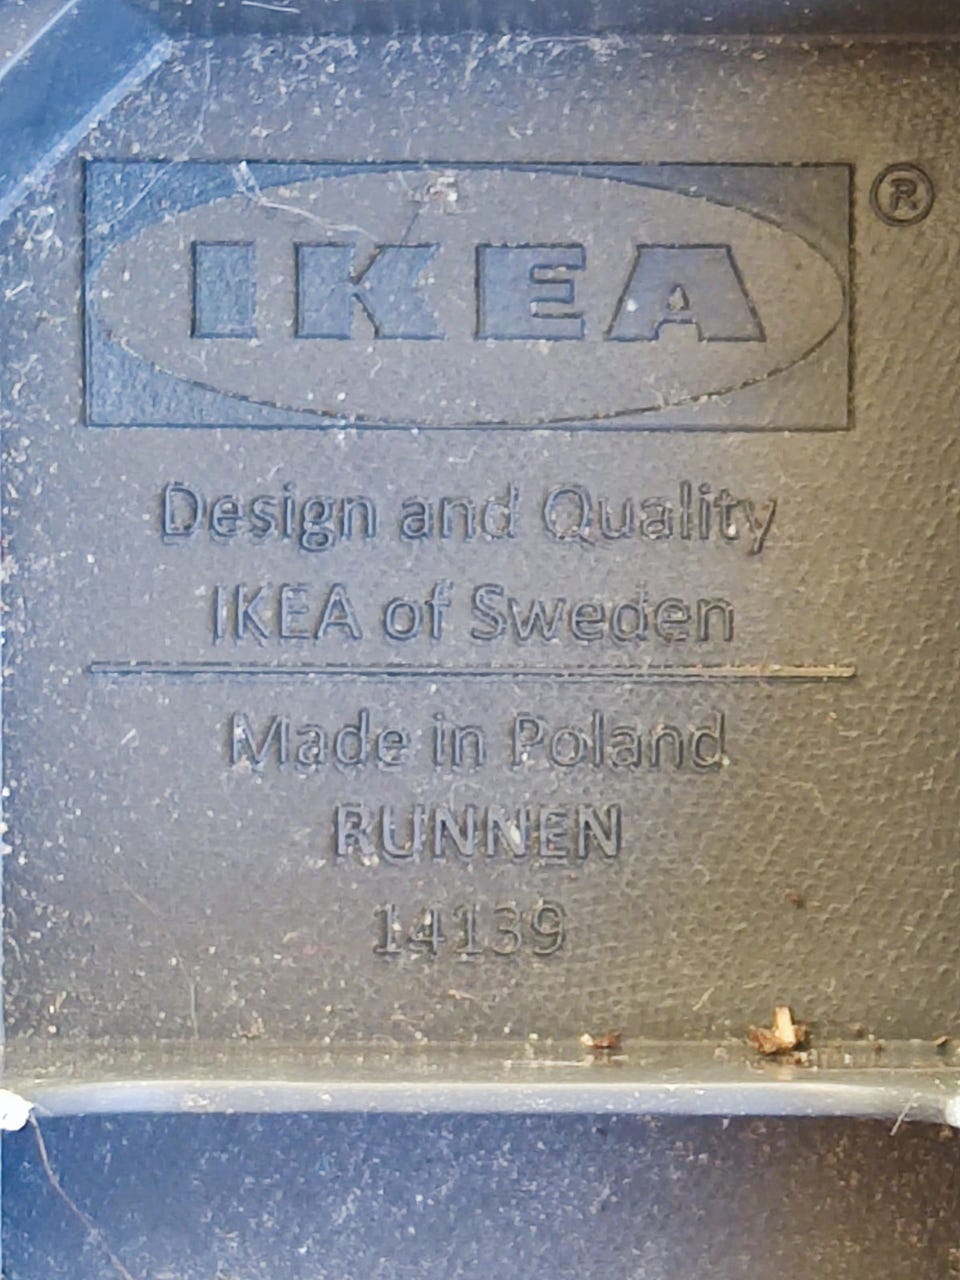 IKEA®
Design and Quality
IKEA of Sweden
Made in Poland
RUNNEN
14139